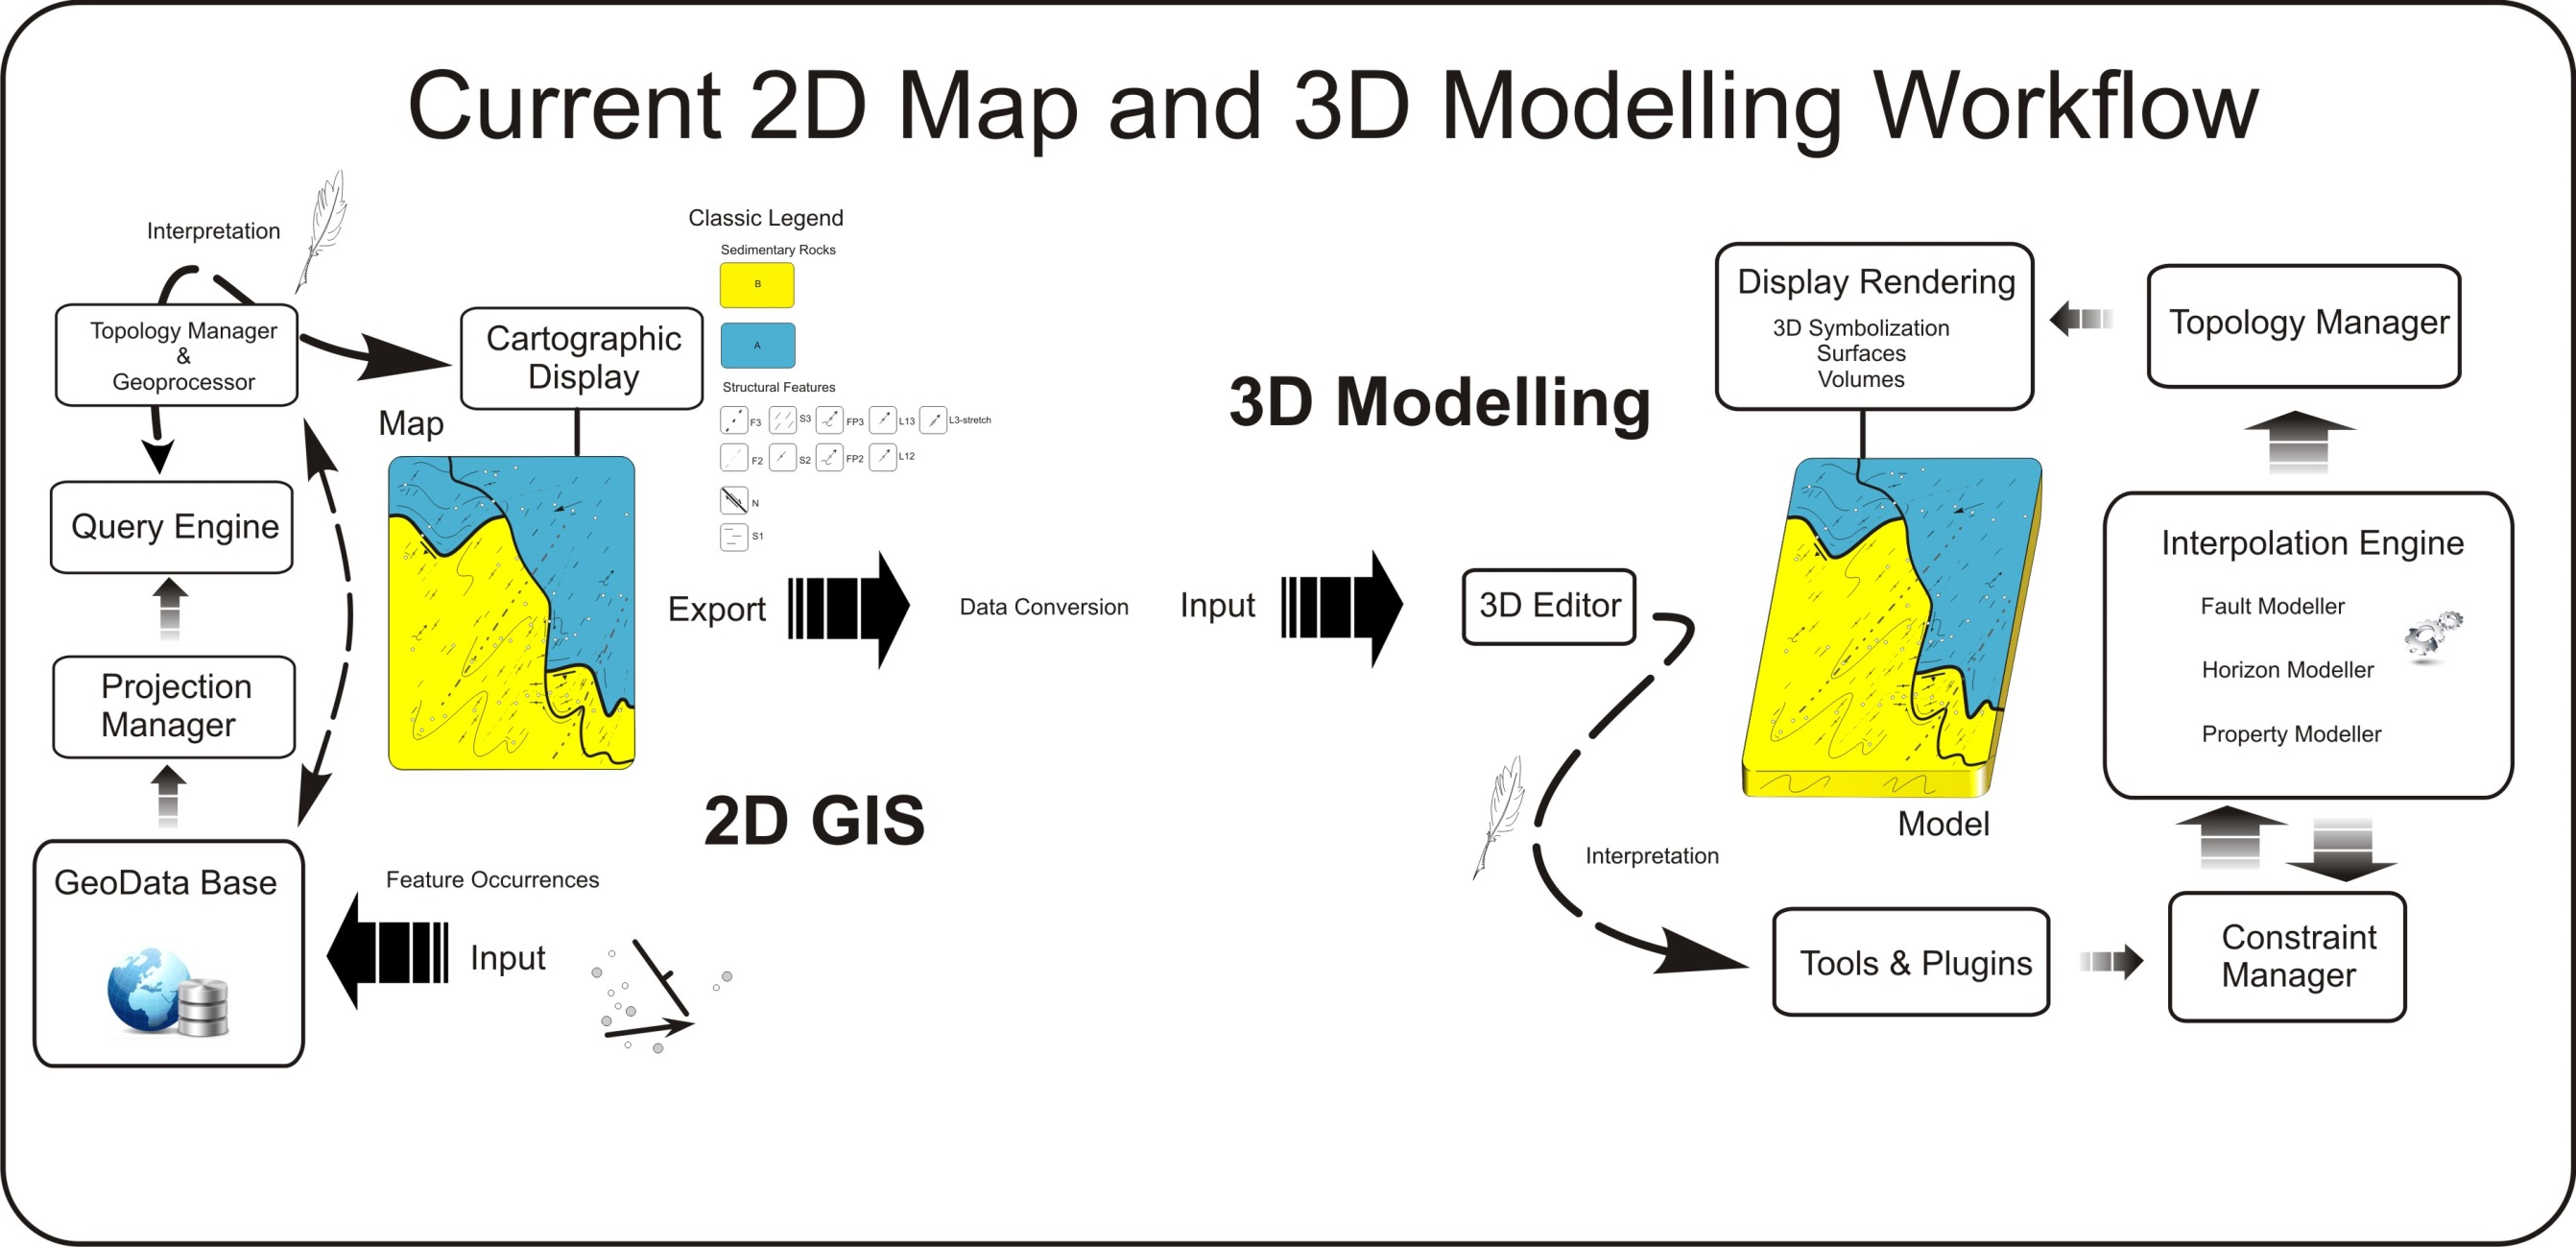 Current 2D Map and 3D Modelling Workflow
Interpretation
Topology Manager
&
Geoprocessor
Query Engine
Projection
Manager
GeoData Base
Feature Occurrences
Input
Cartographic
Display
Map
Classic Legend
Sedimentary Rocks
B
A
Structural Features
F3 S3 FP3 L13 L3-stretch
F2 S2 FP2 L12
N
S1
2D GIS
Export
Data Conversion
Input
3D Modelling
3D Editor
Interpretation
Tools & Plugins
Constraint
Manager
Interpolation Engine
Fault Modeller
Horizon Modeller
Property Modeller
Topology Manager
Display Rendering
3D Symbolization
Surfaces
Volumes
Model